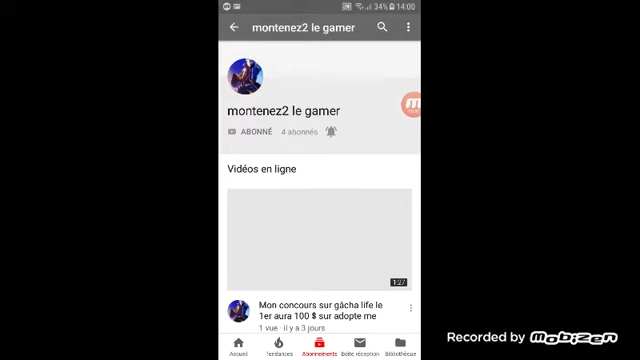 34% 14:00
montenez2 le gamer
montenez2 le gamer
ABONNÉ 4 abonnés
Vidéos en ligne
1:27
Mon concours sur gâcha life le
1er aura 100 $ sur adopte me
1 vue · il y a 3 jours
Accueil Tendances Abonnements Boîte réception Bibliothèque
Recorded by Mobizen